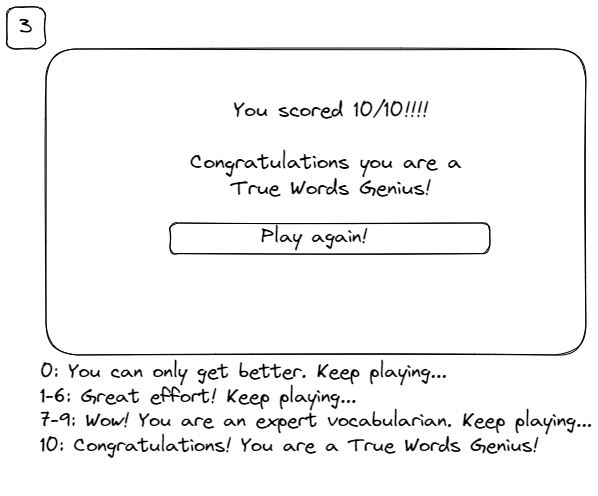 3
You scored 10/10!!!!
Congratulations you are a
True Words Genius!
Play again!
0: You can only get better. Keep playing...
1-6: Great effort! Keep playing...
7-9: Wow! You are an expert vocabularian. Keep playing...
10: Congratulations! You are a True Words Genius!